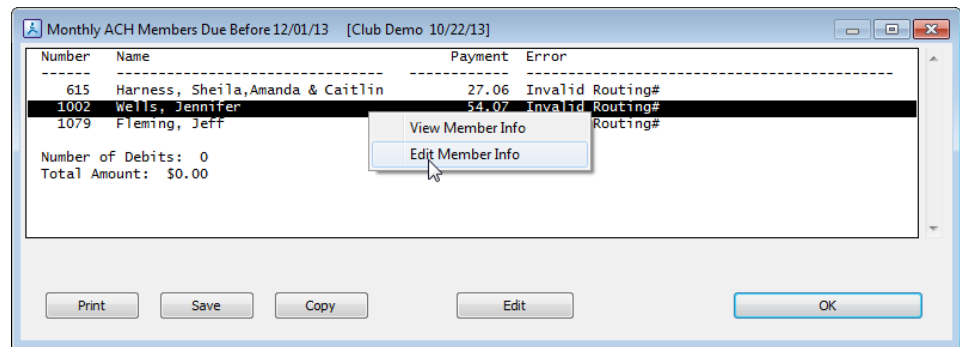 Monthly ACH Members Due Before 12/01/13 [Club Demo 10/22/13]
Number Name Payment Error
------ -------------------------------- ------------ --------------------------------------------
615 Harness, Sheila,Amanda & Caitlin 27.06 Invalid Routing#
1002 Wells, Jennifer 54.07 Invalid Routing#
1079 Fleming, Jeff Routing#
View Member Info
Edit Member Info
Number of Debits: 0
Total Amount: $0.00
Print Save Copy Edit OK